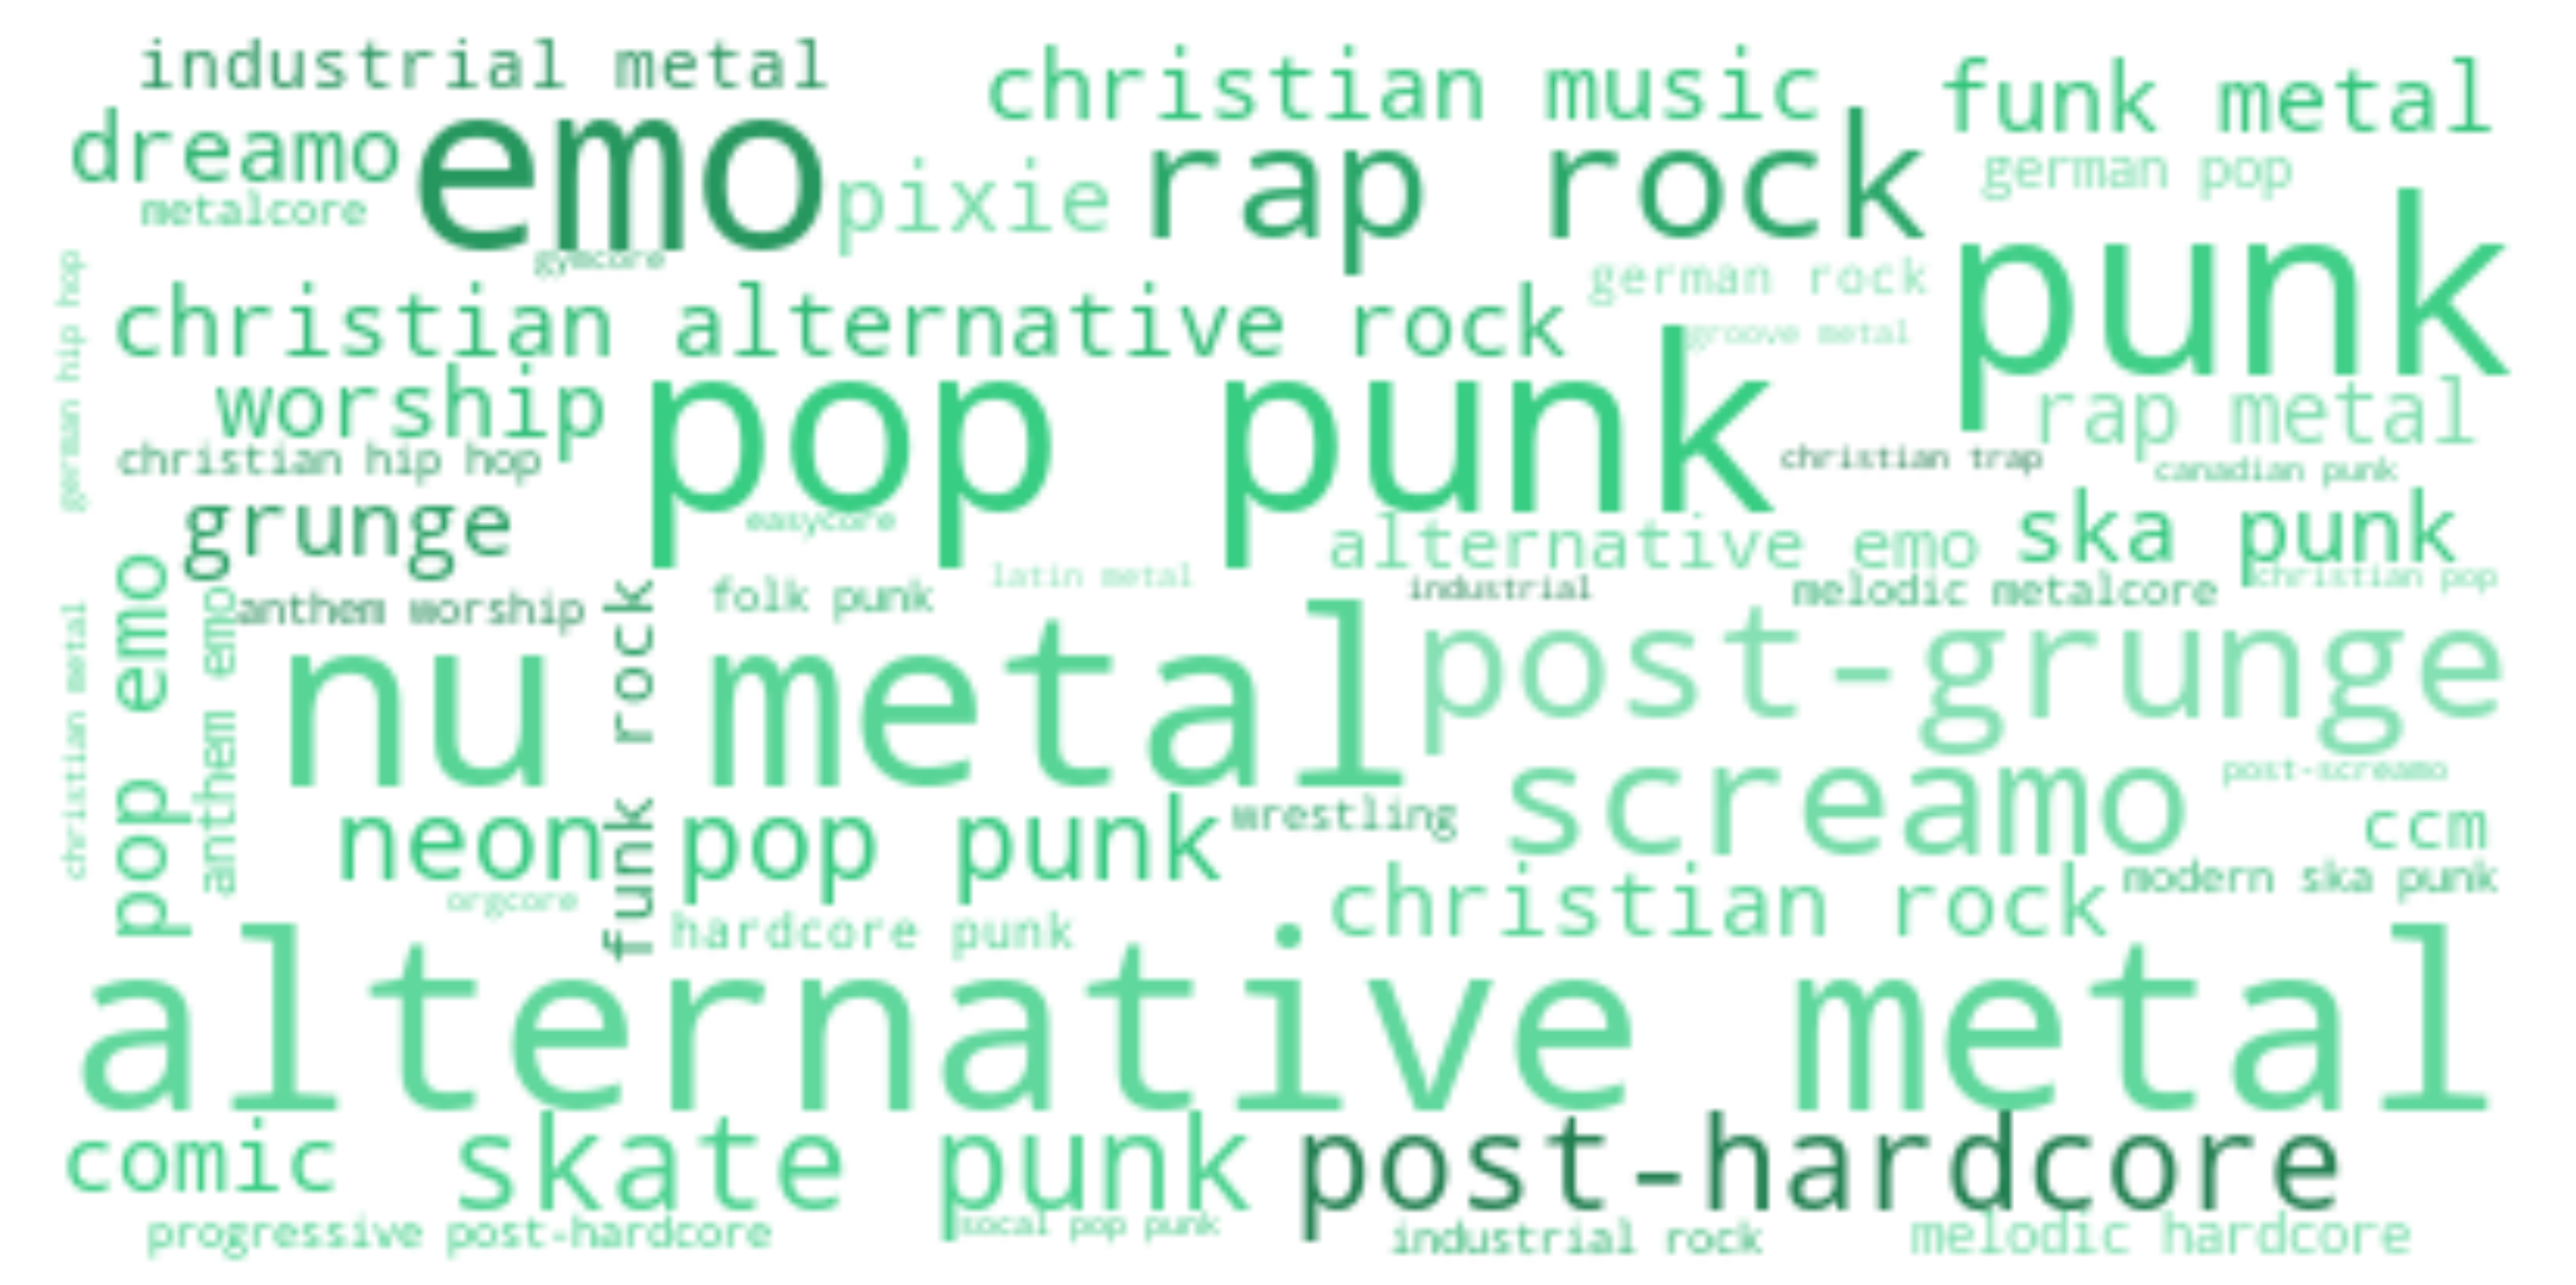 industrial metal
christian music
funk metal
dreamo
emo
pixie
rap rock
german pop
metalcore
gymcore
punk
german hip hop
christian alternative rock
german rock
groove metal
worship
pop punk
rap metal
christian hip hop
christian trap
canadian punk
grunge
easycore
alternative emo
ska punk
pop emo
anthem emo
anthem worship
funk rock
folk punk
latin metal
industrial
melodic metalcore
christian pop
christian metal
nu metal
post-grunge
screamo
post-screamo
neon pop punk
wrestling
ccm
orgcore
hardcore punk
christian rock
modern ska punk
alternative metal
comic
skate punk
post-hardcore
progressive post-hardcore
socal pop punk
industrial rock
melodic hardcore